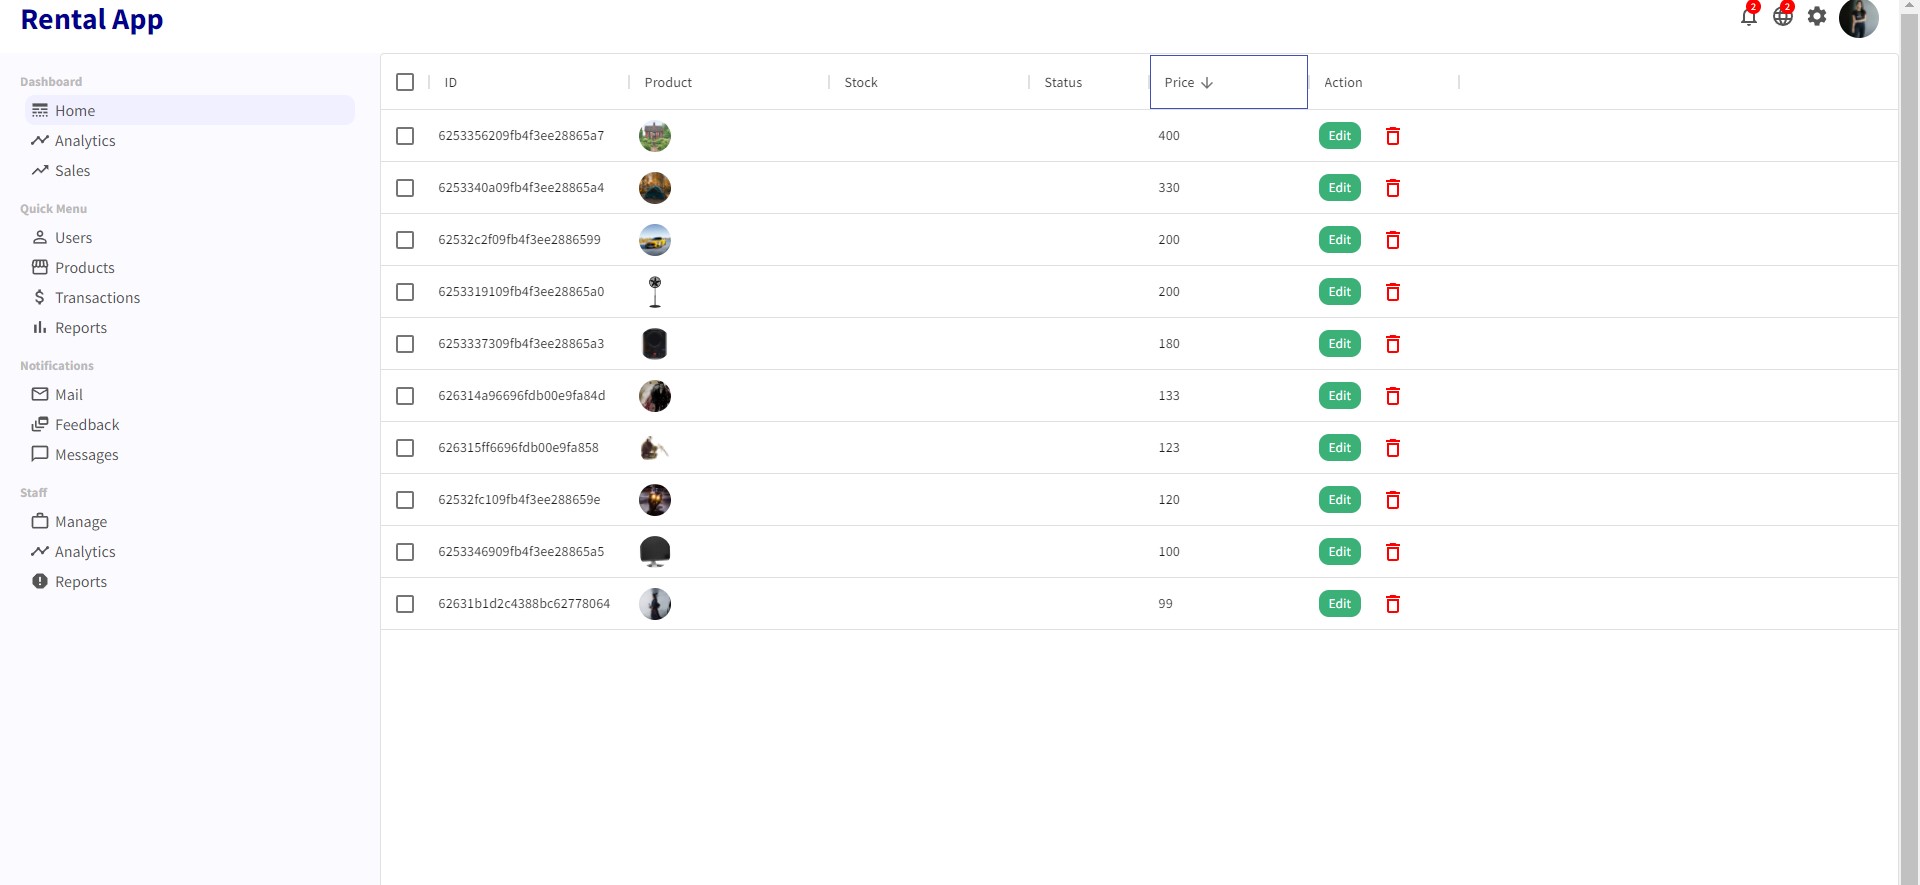 Rental App
2
2
Dashboard
Home
Analytics
Sales
Quick Menu
Users
Products
Transactions
Reports
Notifications
Mail
Feedback
Messages
Staff
Manage
Analytics
Reports
ID Product Stock Status Price Action
6253356209fb4f3ee28865a7 400 Edit
6253340a09fb4f3ee28865a4 330 Edit
62532c2f09fb4f3ee2886599 200 Edit
6253319109fb4f3ee28865a0 200 Edit
6253337309fb4f3ee28865a3 180 Edit
626314a96696fdb00e9fa84d 133 Edit
626315ff6696fdb00e9fa858 123 Edit
62532fc109fb4f3ee288659e 120 Edit
6253346909fb4f3ee28865a5 100 Edit
62631b1d2c4388bc62778064 99 Edit